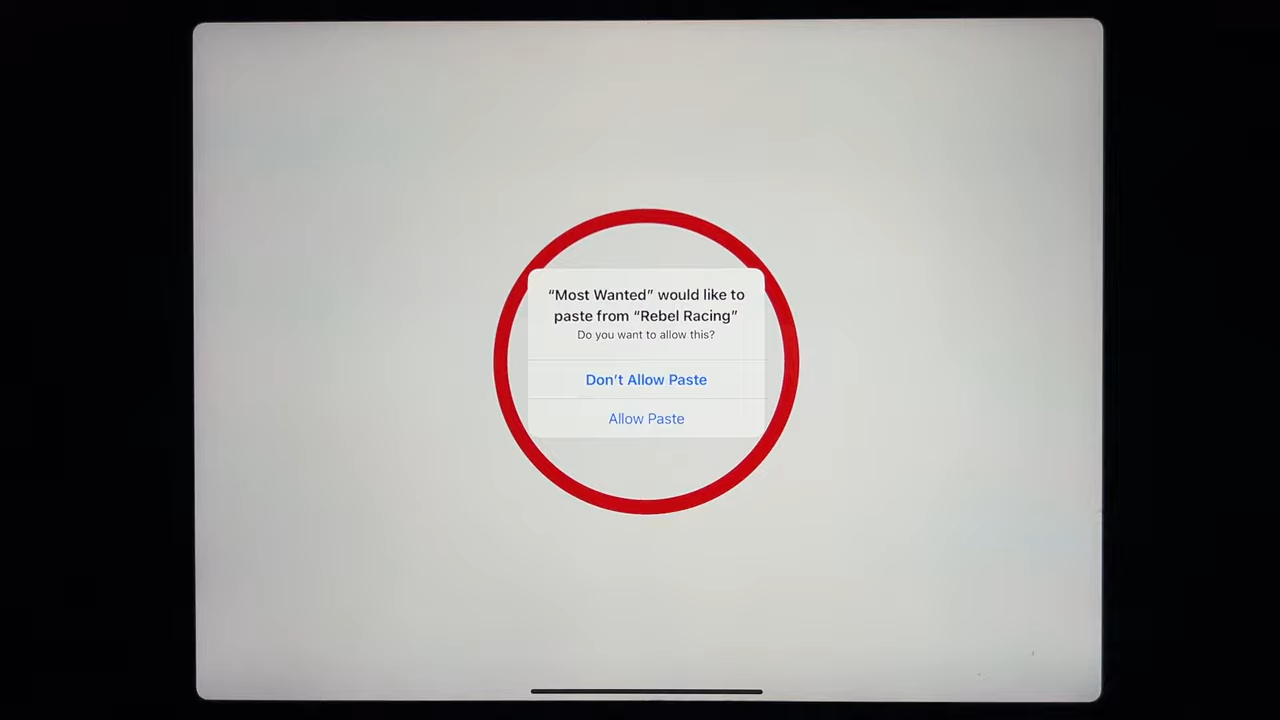 “Most Wanted” would like to
paste from “Rebel Racing”
Do you want to allow this?
Don’t Allow Paste
Allow Paste